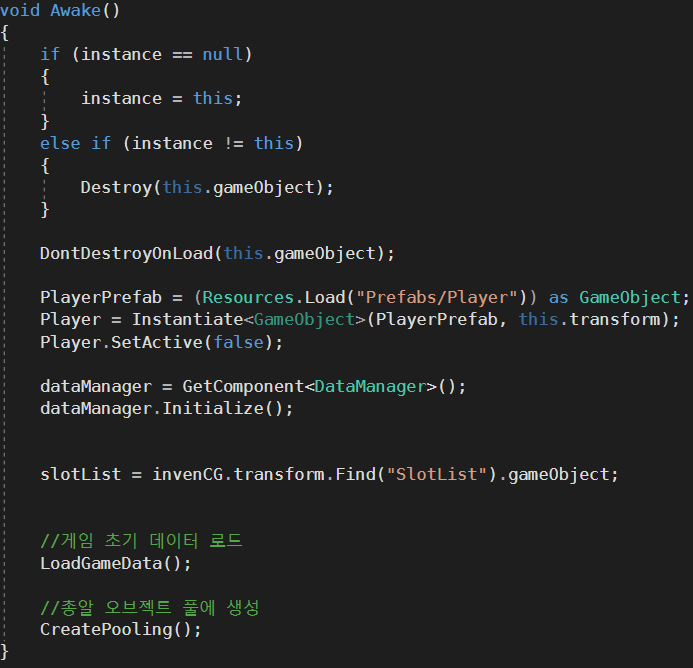 void Awake()
{
if (instance == null)
{
instance = this;
}
else if (instance != this)
{
Destroy(this.gameObject);
}
DontDestroyOnLoad(this.gameObject);
PlayerPrefab = (Resources.Load("Prefabs/Player")) as GameObject;
Player = Instantiate<GameObject>(PlayerPrefab, this.transform);
Player.SetActive(false);
dataManager = GetComponent<DataManager>();
dataManager.Initialize();
slotList = invenCG.transform.Find("SlotList").gameObject;
//게임 초기 데이터 로드
LoadGameData();
//총알 오브젝트 풀에 생성
CreatePooling();
}